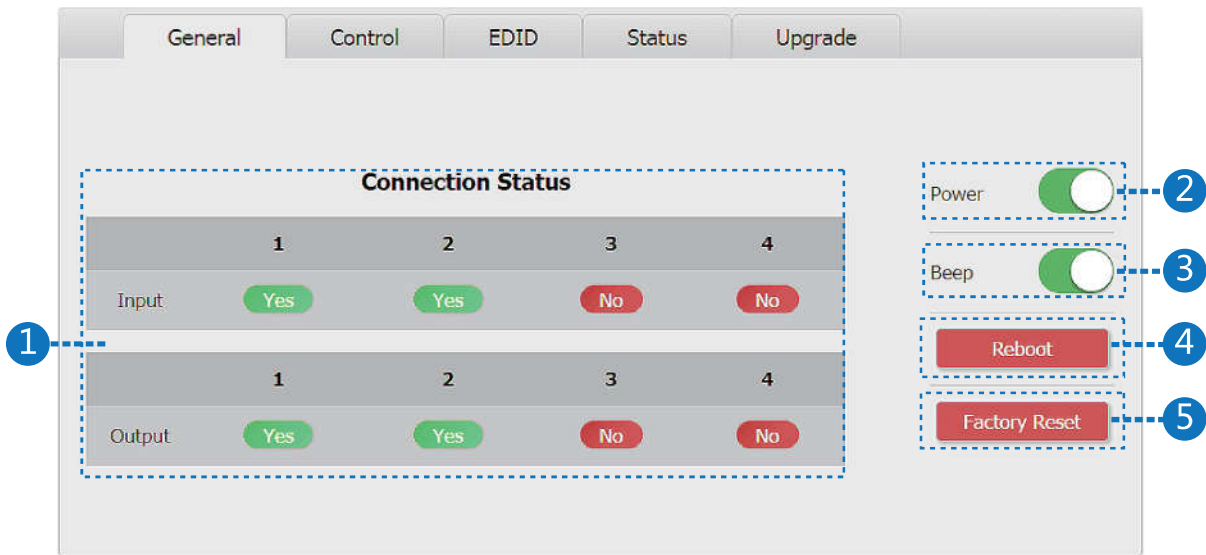 General Control EDID Status Upgrade
Connection Status
1 2 3 4
Input Yes Yes No No
1 2 3 4
Output Yes Yes No No
1
Power 2
Beep 3
Reboot 4
Factory Reset 5